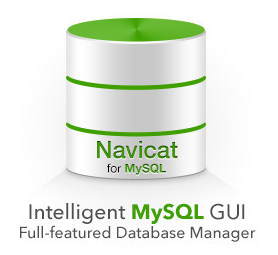 Navicat
for MySQL
Intelligent MySQL GUI
Full-featured Database Manager